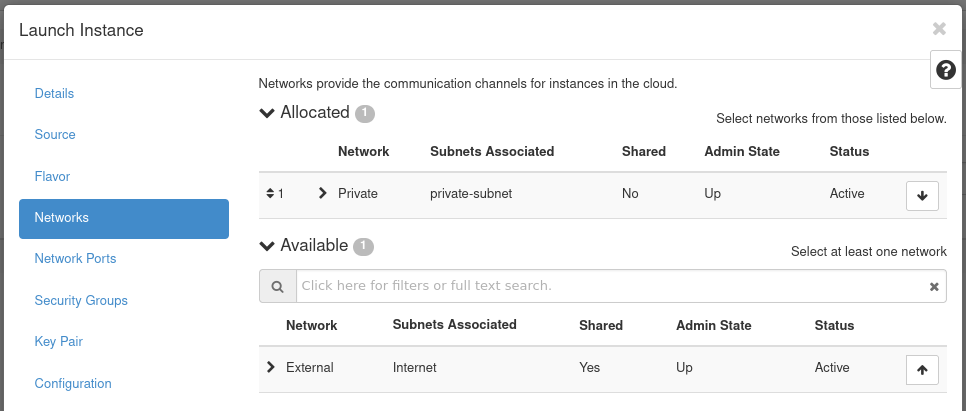 Launch Instance
Details
Source
Flavor
Networks
Network Ports
Security Groups
Key Pair
Configuration
Networks provide the communication channels for instances in the cloud.
Allocated 1
Select networks from those listed below.
Network Subnets Associated Shared Admin State Status
1 Private private-subnet No Up Active
Available 1
Select at least one network
Click here for filters or full text search.
Network Subnets Associated Shared Admin State Status
External Internet Yes Up Active